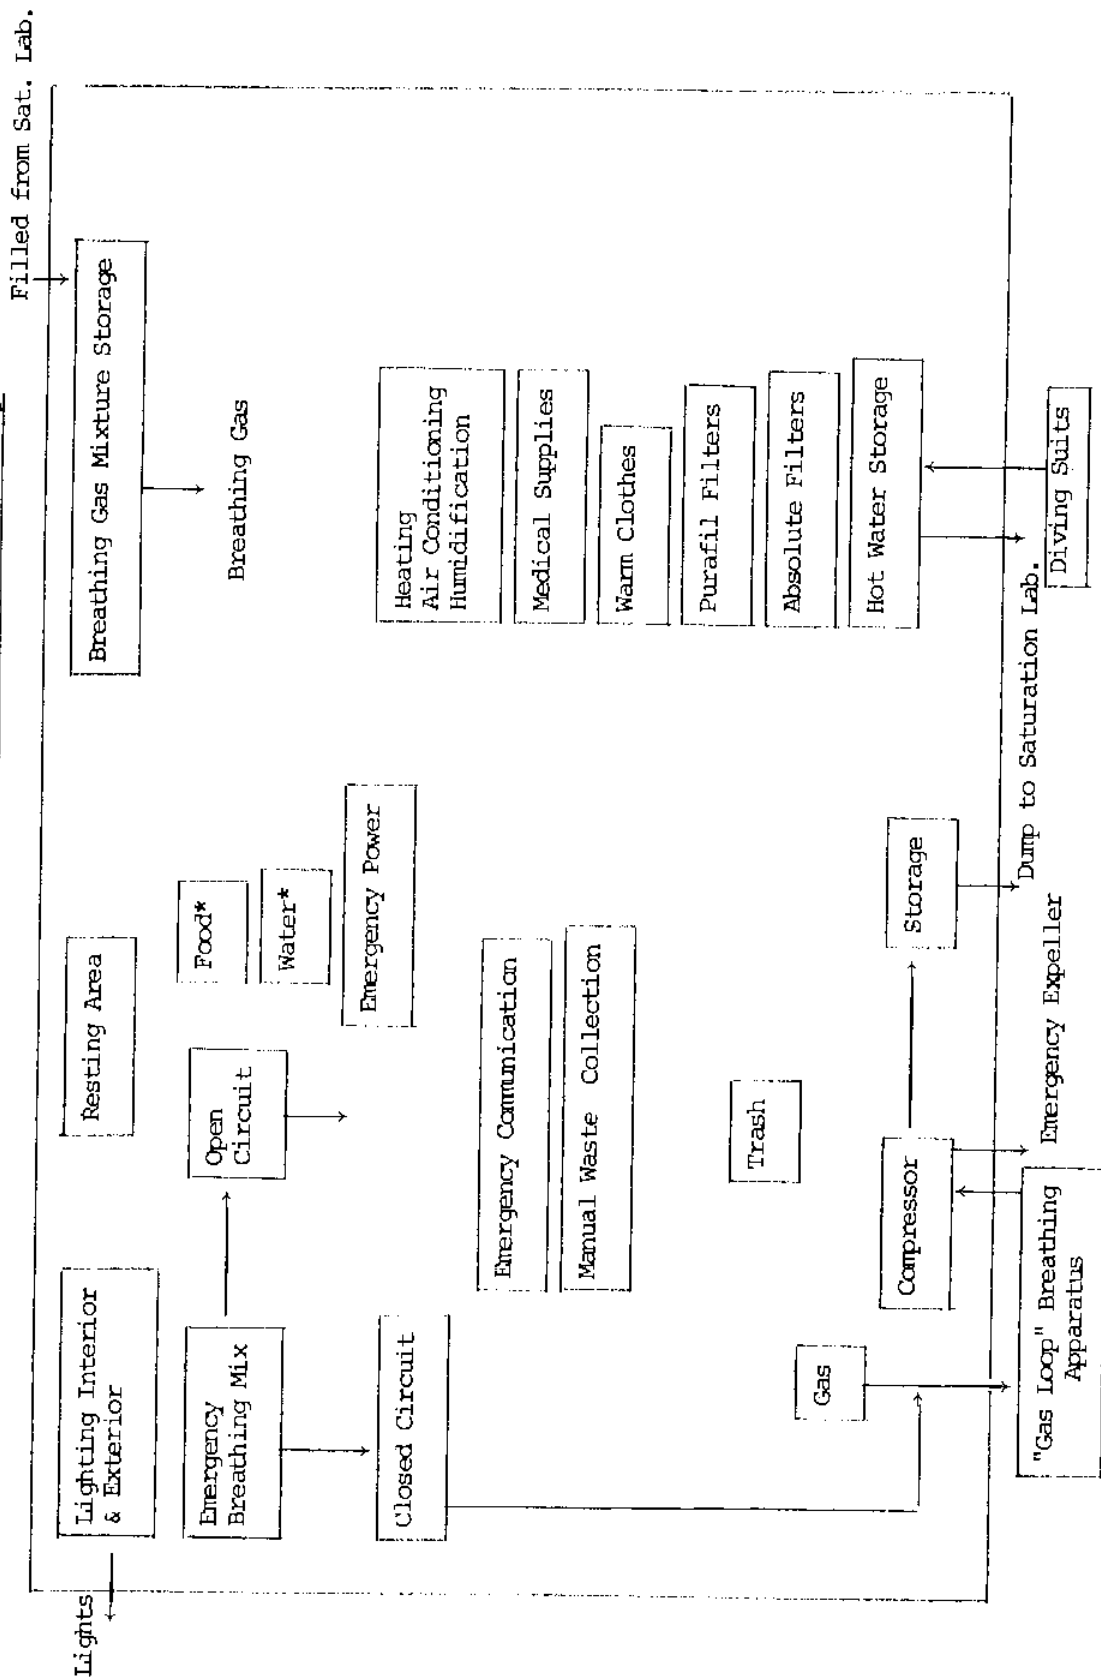 Filled from Sat. Lab.
Lights
Lighting Interior
& Exterior
Resting Area
Breathing Gas Mixture Storage
Emergency
Breathing Mix
Open
Circuit
Food*
Water*
Breathing Gas
Closed Circuit
Emergency Power
Heating
Air Conditioning
Humidification
Emergency Communication
Medical Supplies
Manual Waste Collection
Warm Clothes
Purafil Filters
Trash
Absolute Filters
Gas
Compressor
Storage
Hot Water Storage
"Gas Loop" Breathing
Apparatus
Emergency Expeller
Dump to Saturation Lab.
Diving Suits